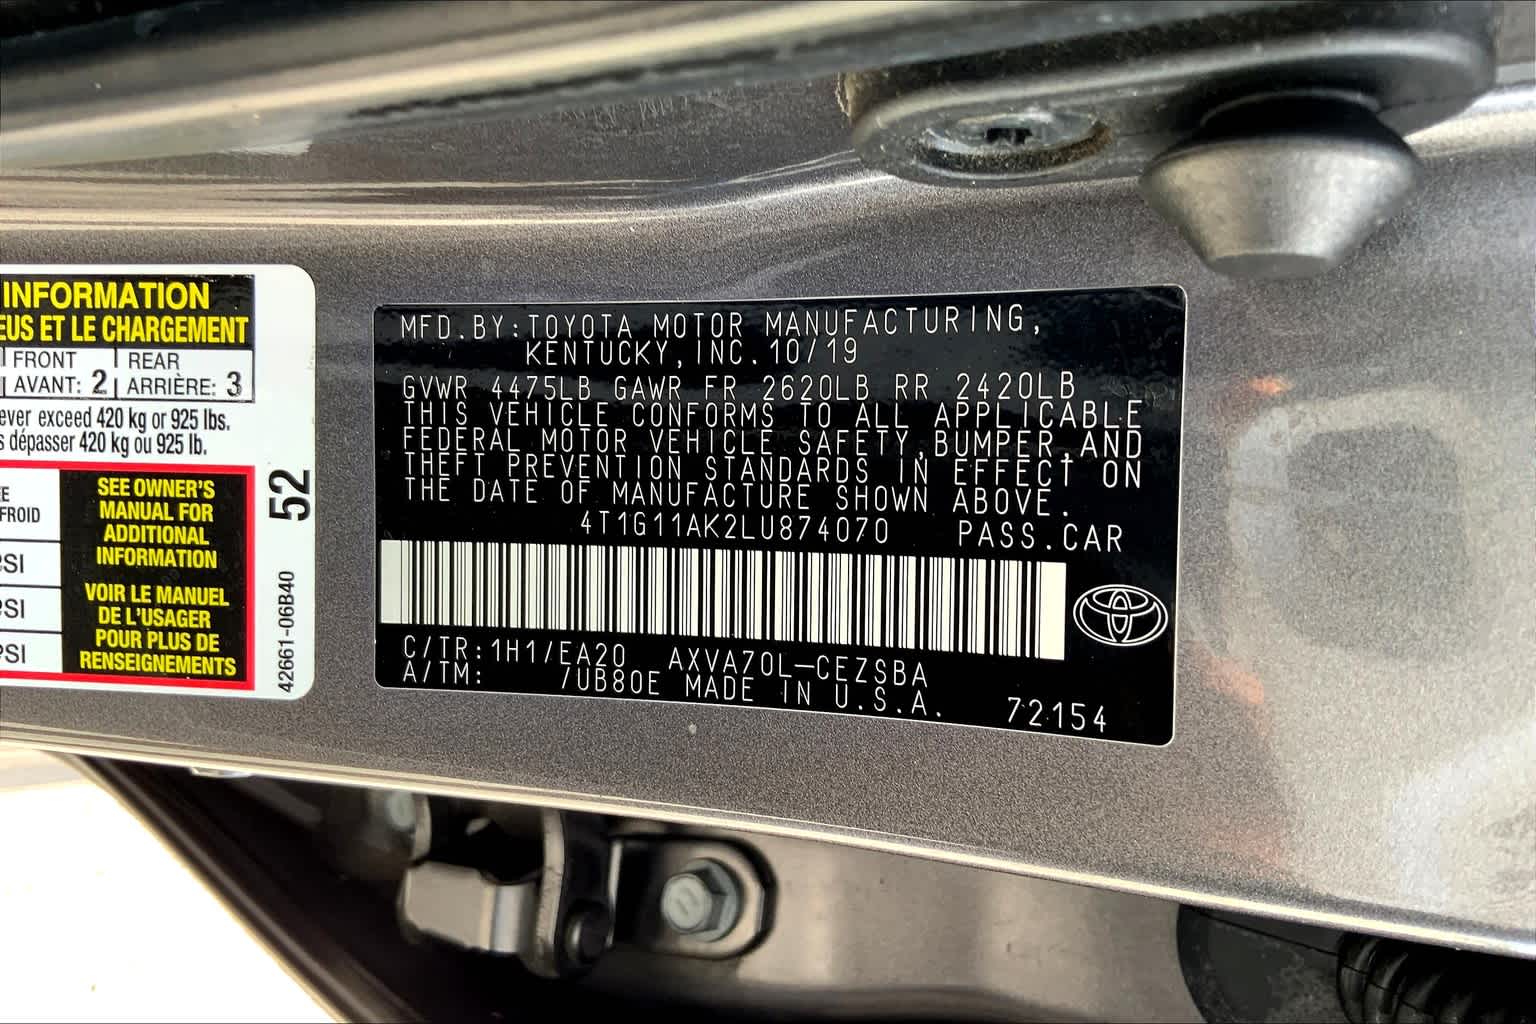 INFORMATION
EUS ET LE CHARGEMENT
FRONT REAR
AVANT: 2 ARRIÈRE: 3
ever exceed 420 kg or 925 lbs.
dépasser 420 kg ou 925 lb.
FROID
PSI
PSI
PSI
SEE OWNER'S
MANUAL FOR
ADDITIONAL
INFORMATION
VOIR LE MANUEL
DE L'USAGER
POUR PLUS DE
RENSEIGNEMENTS
52
42661-06B40
MFD.BY:TOYOTA MOTOR MANUFACTURING,
KENTUCKY,INC.10/19
GVWR 4475LB GAWR FR 2620LB RR 2420LB
THIS VEHICLE CONFORMS TO ALL APPLICABLE
FEDERAL MOTOR VEHICLE SAFETY,BUMPER,AND
THEFT PREVENTION STANDARDS IN EFFECT ON
THE DATE OF MANUFACTURE SHOWN ABOVE.
4T1G11AK2LU874070 PASS.CAR
C/TR:1H1/EA20 AXVA70L-CEZSBA
A/TM: /UB80E MADE IN U.S.A.
72154